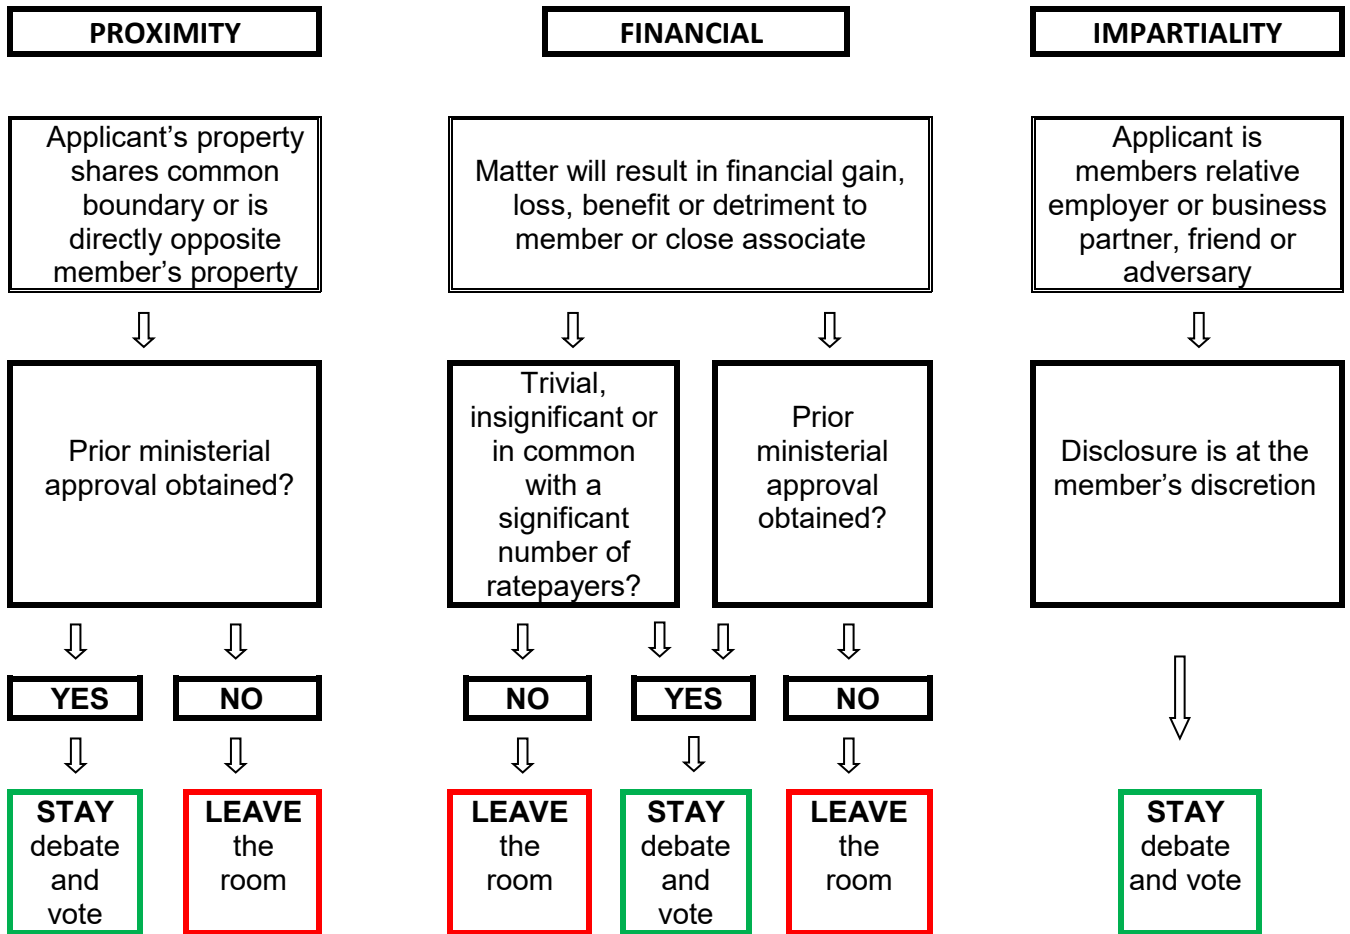 PROXIMITY
FINANCIAL
IMPARTIALITY
Applicant’s property
shares common
boundary or is
directly opposite
member’s property
Matter will result in financial gain,
loss, benefit or detriment to
member or close associate
Applicant is
members relative
employer or business
partner, friend or
adversary
Prior ministerial
approval obtained?
Trivial,
insignificant or
in common
with a
significant
number of
ratepayers?
Prior
ministerial
approval
obtained?
Disclosure is at the
member’s discretion
YES
NO
NO
YES
NO
STAY
debate
and
vote
LEAVE
the
room
LEAVE
the
room
STAY
debate
and
vote
LEAVE
the
room
STAY
debate
and vote